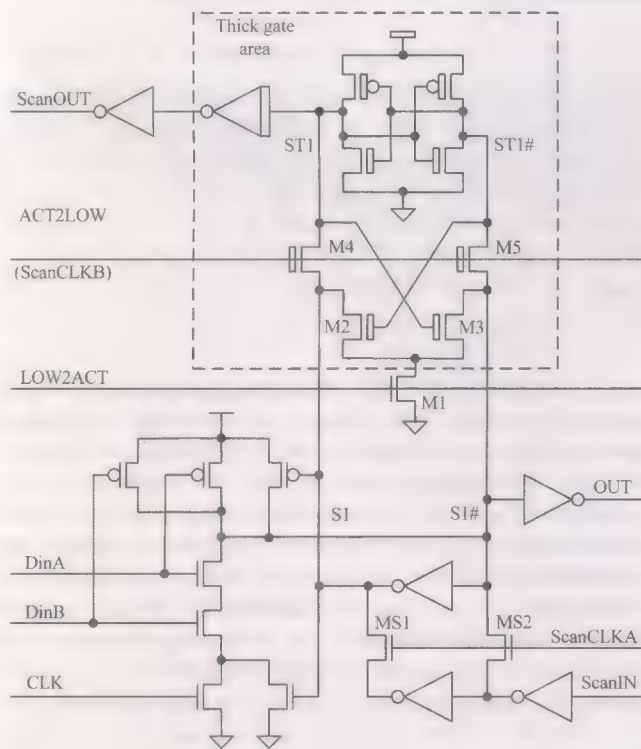 Thick gate
area
ScanOUT
ST1
ST1#
ACT2LOW
M4
M5
(ScanCLKB)
M2
M3
LOW2ACT
M1
S1
S1#
OUT
DinA
DinB
MS1
MS2
ScanCLKA
CLK
ScanIN